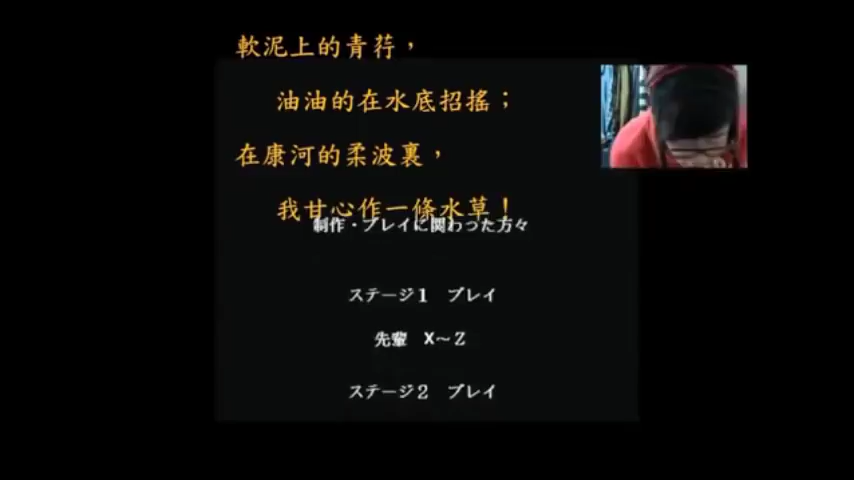 軟泥上的青荇，
油油的在水底招搖；
在康河的柔波裏，
我甘心作一條水草！
制作・プレイに関わった方々
ステージ１　プレイ
先輩　X～Z
ステージ２　プレイ